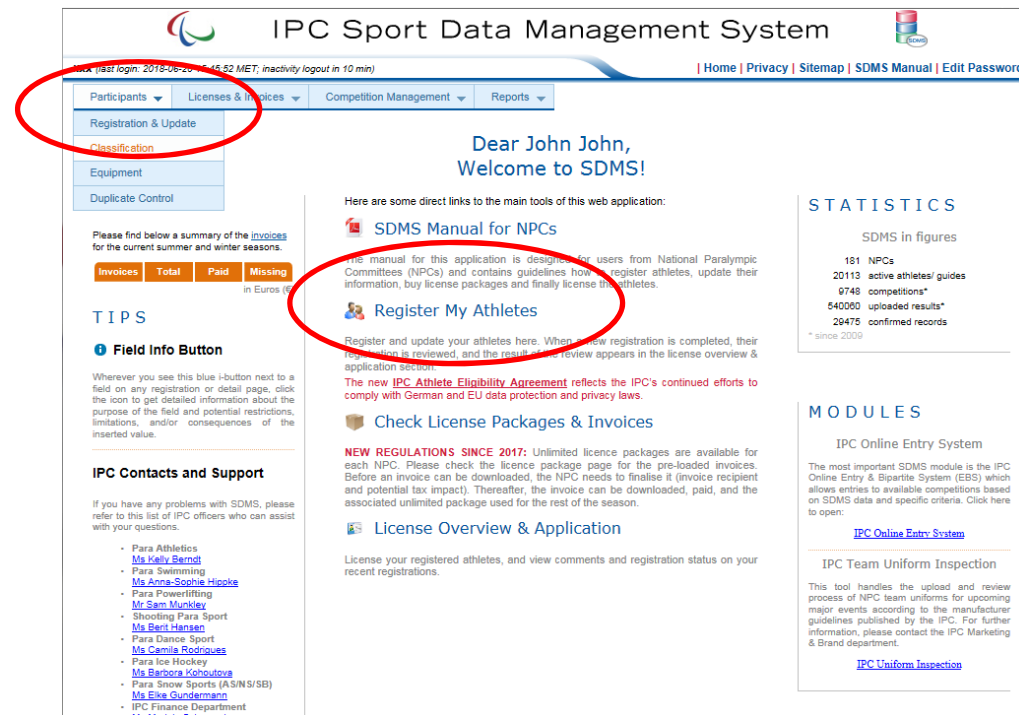 IPC Sport Data Management System
SDMS
(last login: 2018-06-20 15:45:52 MET; inactivity logout in 10 min)
| Home | Privacy | Sitemap | SDMS Manual | Edit Password
Participants
Licenses & Invoices
Competition Management
Reports
Registration & Update
Classification
Equipment
Duplicate Control
Please find below a summary of the invoices
for the current summer and winter seasons.
Invoices Total Paid Missing
in Euros (€
TIPS
Field Info Button
Wherever you see this blue i-button next to a
field on any registration or detail page, click
the icon to get detailed information about the
purpose of the field and potential restrictions,
limitations, and/or consequences of the
inserted value.
IPC Contacts and Support
If you have any problems with SDMS, please
refer to this list of IPC officers who can assist
with your questions.
· Para Athletics
Ms Kelly Berndt
· Para Swimming
Ms Anna-Sophie Hippke
· Para Powerlifting
Mr Sam Munkley
· Shooting Para Sport
Ms Berit Hansen
· Para Dance Sport
Ms Camila Rodrigues
· Para Ice Hockey
Ms Barbora Kohoutova
· Para Snow Sports (AS/NS/SB)
Ms Elke Gundermann
· IPC Finance Department
Dear John John,
Welcome to SDMS!
Here are some direct links to the main tools of this web application:
SDMS Manual for NPCs
The manual for this application is designed for users from National Paralympic
Committees (NPCs) and contains guidelines how to register athletes, update their
information, buy license packages and finally license the athletes.
Register My Athletes
Register and update your athletes here. When a new registration is completed, their
registration is reviewed, and the result of the review appears in the license overview &
application section.
The new IPC Athlete Eligibility Agreement reflects the IPC's continued efforts to
comply with German and EU data protection and privacy laws.
Check License Packages & Invoices
NEW REGULATIONS SINCE 2017: Unlimited licence packages are available for
each NPC. Please check the licence package page for the pre-loaded invoices.
Before an invoice can be downloaded, the NPC needs to finalise it (invoice recipient
and potential tax impact). Thereafter, the invoice can be downloaded, paid, and the
associated unlimited package used for the rest of the season.
License Overview & Application
License your registered athletes, and view comments and registration status on your
recent registrations.
STATISTICS
SDMS in figures
181 NPCs
20113 active athletes/ guides
9748 competitions*
540060 uploaded results*
29475 confirmed records
* since 2009
MODULES
IPC Online Entry System
The most important SDMS module is the IPC
Online Entry & Bipartite System (EBS) which
allows entries to available competitions based
on SDMS data and specific criteria. Click here
to open:
IPC Online Entry System
IPC Team Uniform Inspection
This tool handles the upload and review
process of NPC team uniforms for upcoming
major events according to the manufacturer
guidelines published by the IPC. For further
information, please contact the IPC Marketing
& Brand department.
IPC Uniform Inspection